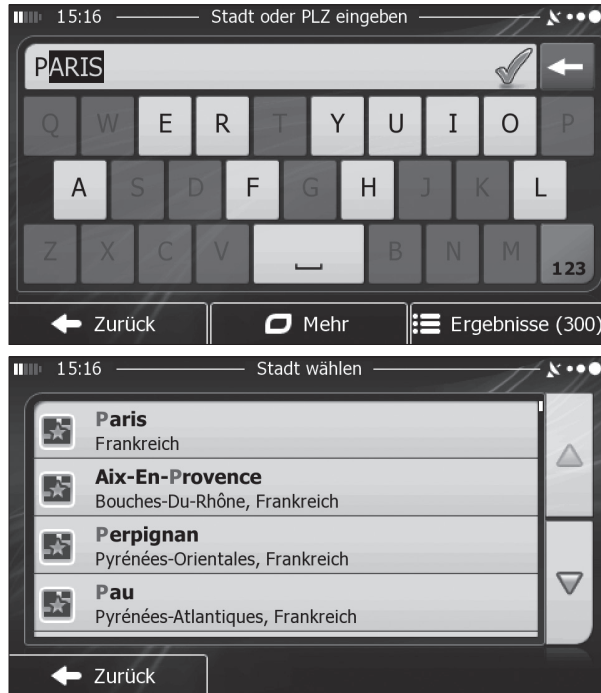 15:16 Stadt oder PLZ eingeben
PARIS
Q W E R T Y U I O P
A S D F G H J K L
Z X C V B N M 123
Zurück Mehr Ergebnisse (300)
15:16 Stadt wählen
Paris
Frankreich
Aix-En-Provence
Bouches-Du-Rhône, Frankreich
Perpignan
Pyrénées-Orientales, Frankreich
Pau
Pyrénées-Atlantiques, Frankreich
Zurück